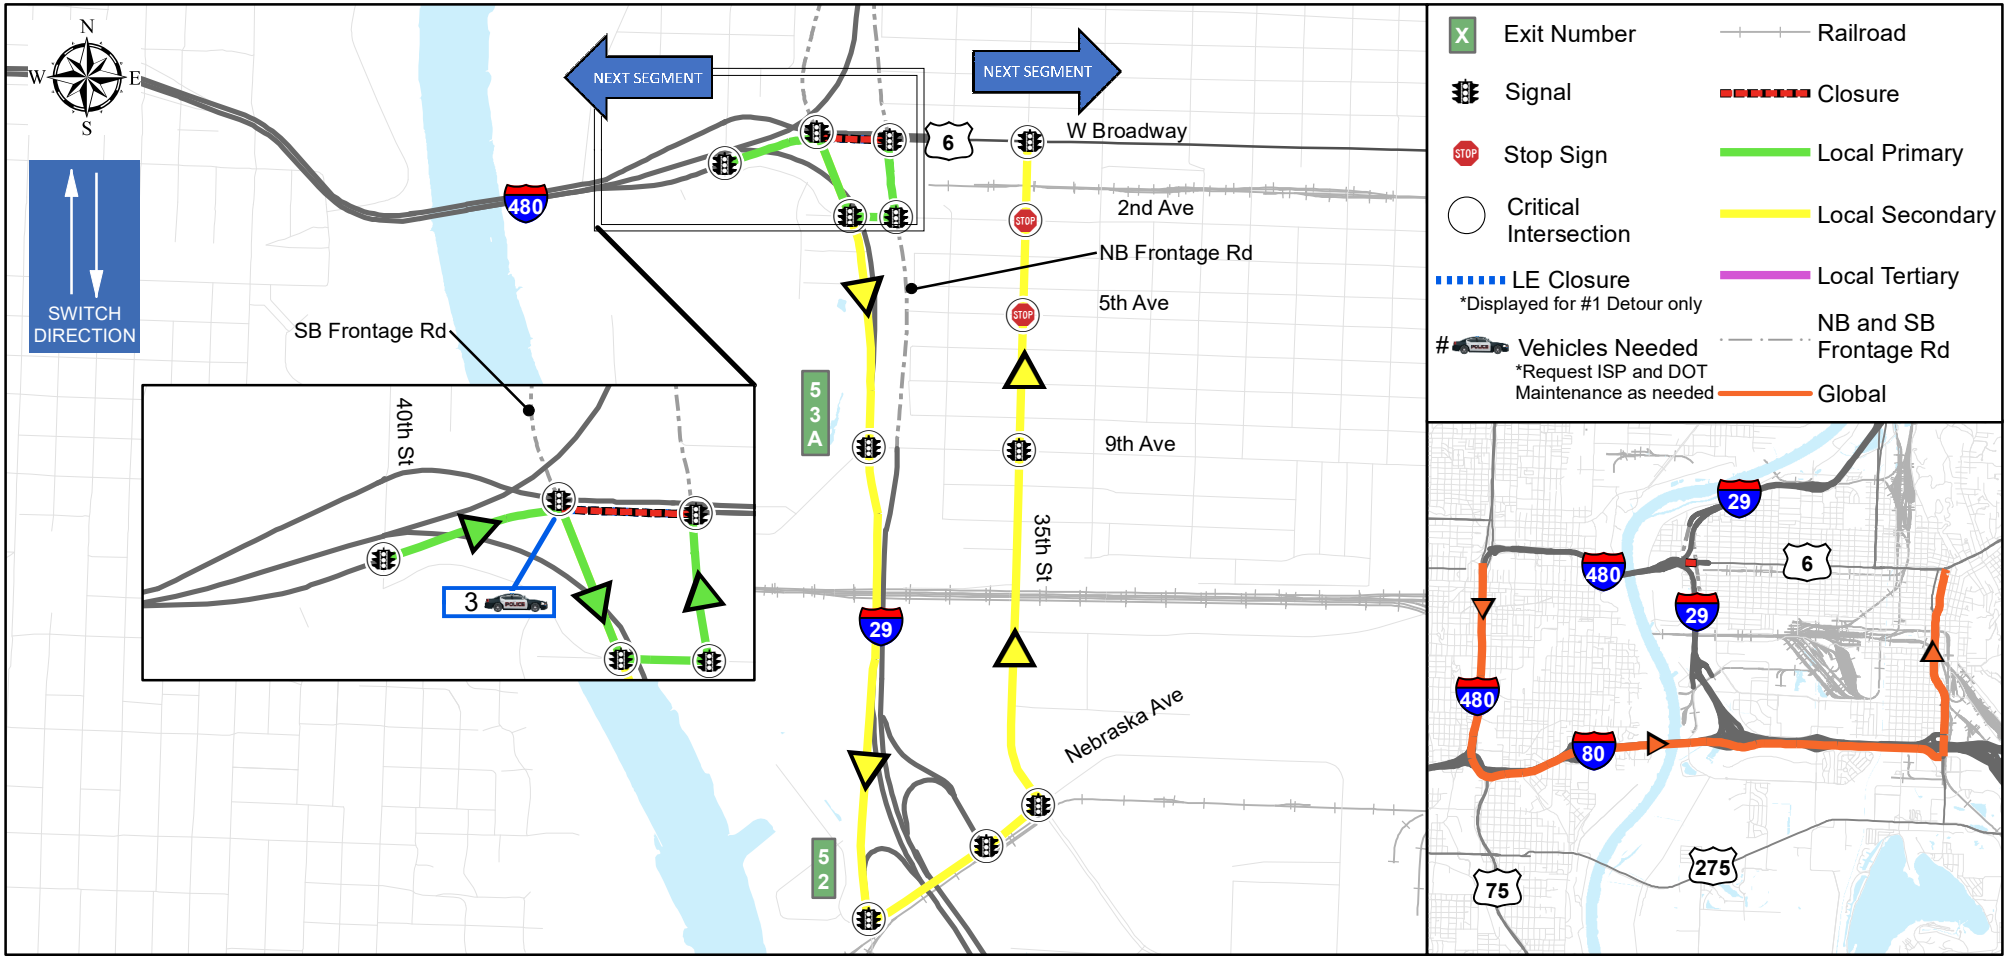 N
W E
S
SWITCH
DIRECTION
NEXT SEGMENT
NEXT SEGMENT
480
6
W Broadway
2nd Ave
NB Frontage Rd
STOP
5th Ave
STOP
SB Frontage Rd
5
3
A
9th Ave
40th St
35th St
3
POLICE
29
Nebraska Ave
5
2
X Exit Number
Signal
STOP Stop Sign
Critical
Intersection
LE Closure
*Displayed for #1 Detour only
# POLICE Vehicles Needed
*Request ISP and DOT
Maintenance as needed
Railroad
Closure
Local Primary
Local Secondary
Local Tertiary
NB and SB
Frontage Rd
Global
29
480
6
29
480
80
275
75